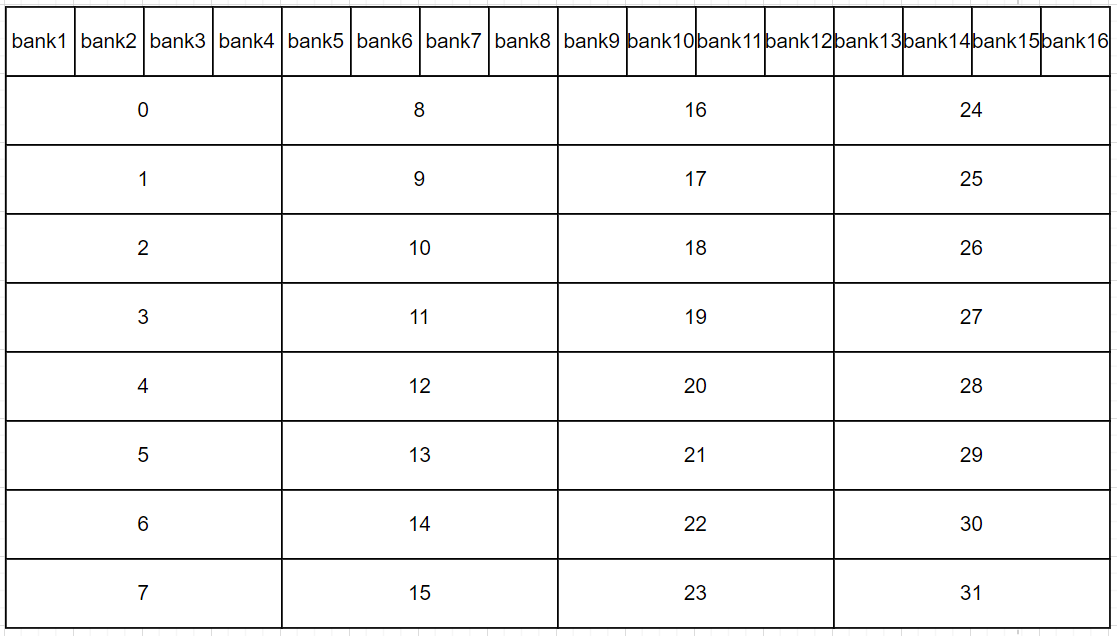 bank1 bank2 bank3 bank4 bank5 bank6 bank7 bank8 bank9 bank10 bank11 bank12 bank13 bank14 bank15 bank16
0 8 16 24
1 9 17 25
2 10 18 26
3 11 19 27
4 12 20 28
5 13 21 29
6 14 22 30
7 15 23 31